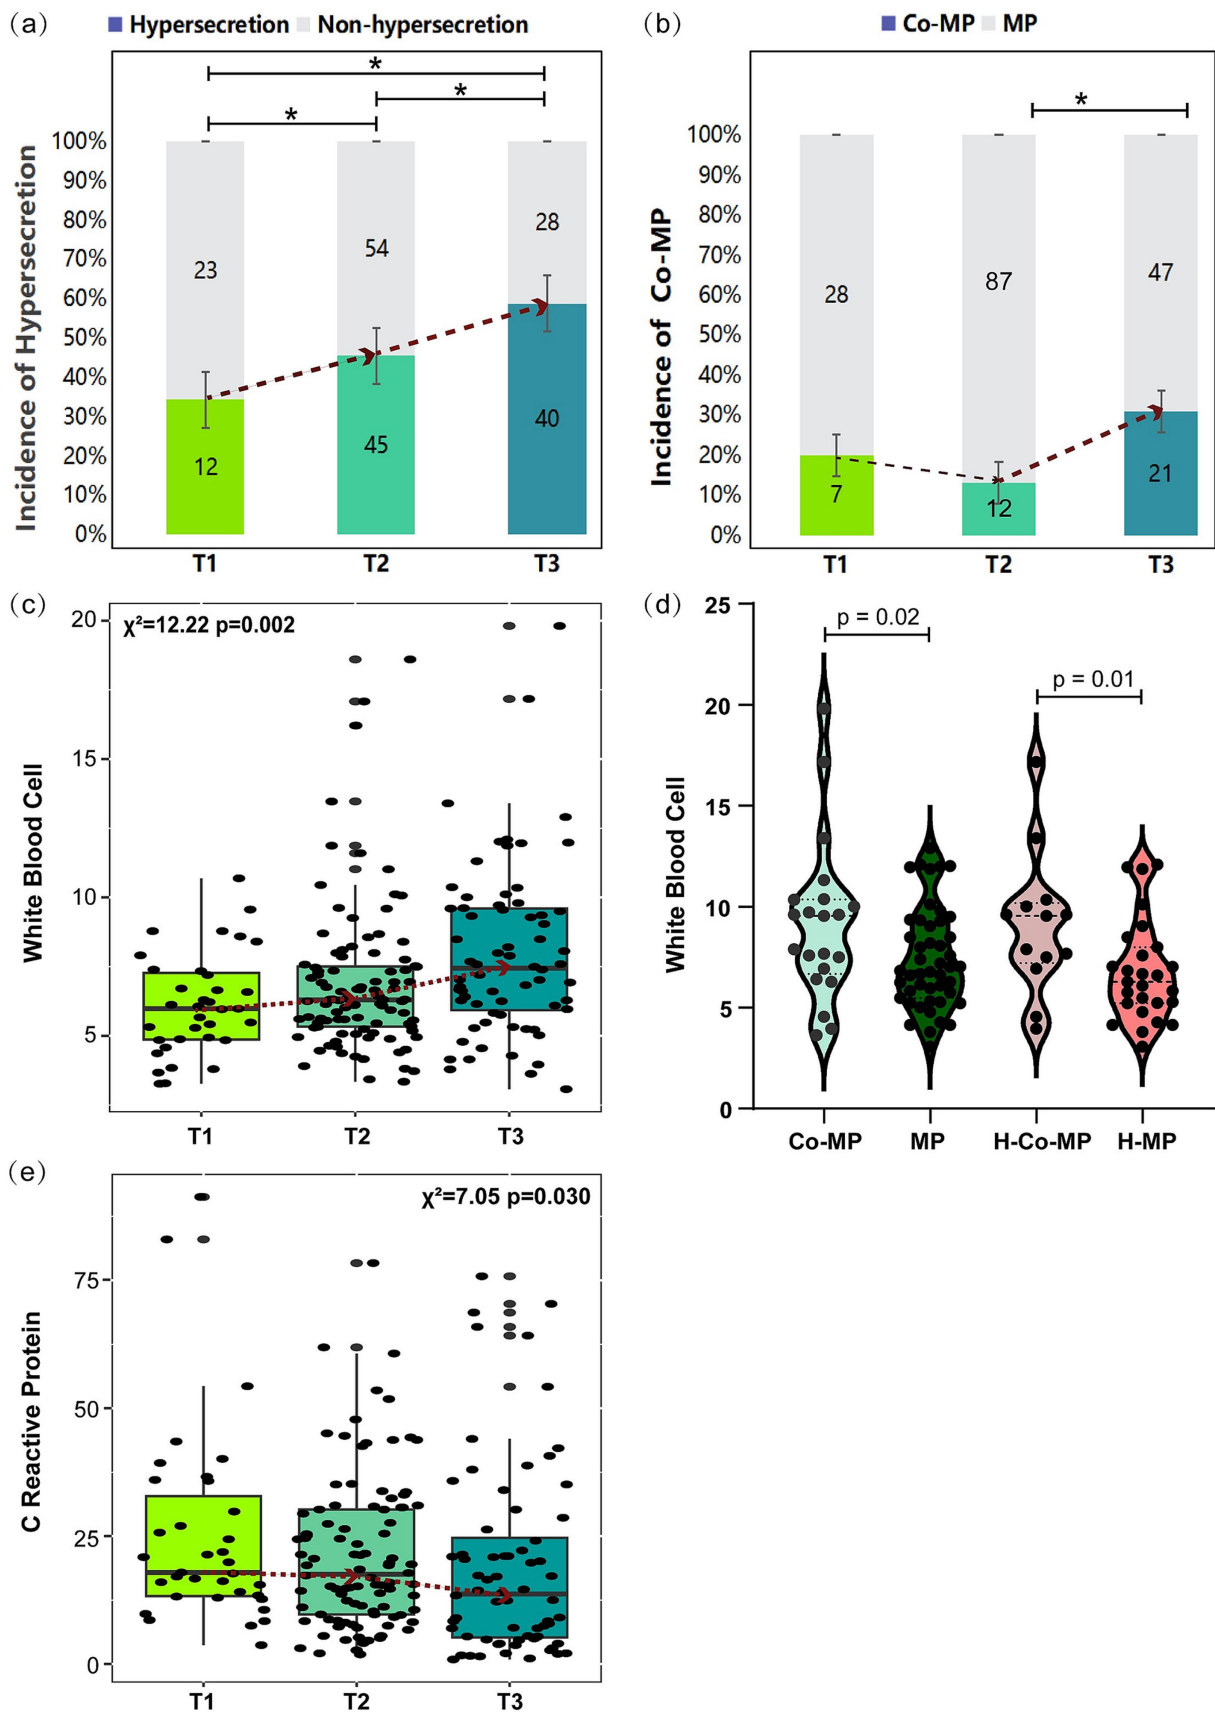 (a)
Hypersecretion Non-hypersecretion
*
*
*
100%
90%
80%
70%
60%
50%
40%
30%
20%
10%
0%
Incidence of Hypersecretion
23
12
54
45
28
40
T1 T2 T3
(b)
Co-MP MP
*
100%
90%
80%
70%
60%
50%
40%
30%
20%
10%
0%
Incidence of Co-MP
28
7
87
12
47
21
T1 T2 T3
(c)
χ²=12.22 p=0.002
20
15
10
5
White Blood Cell
T1 T2 T3
(d)
p = 0.02
p = 0.01
25
20
15
10
5
0
White Blood Cell
Co-MP MP H-Co-MP H-MP
(e)
χ²=7.05 p=0.030
75
50
25
0
C Reactive Protein
T1 T2 T3